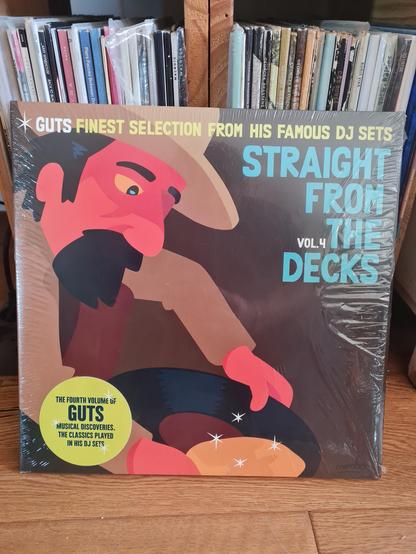 GUTS FINEST SELECTION FROM HIS FAMOUS DJ SETS
STRAIGHT
FROM
VOL.4 THE
DECKS
THE FOURTH VOLUME OF
GUTS
MUSICAL DISCOVERIES.
THE CLASSICS PLAYED
IN HIS DJ SETS